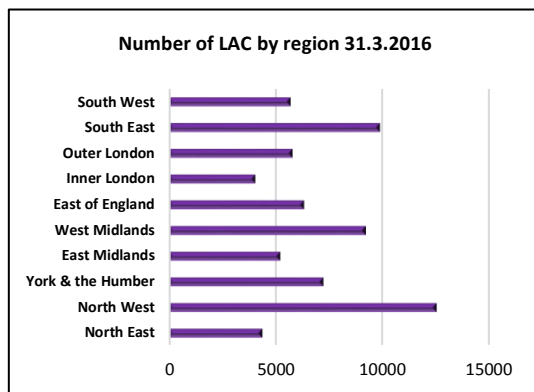 Number of LAC by region 31.3.2016
South West
South East
Outer London
Inner London
East of England
West Midlands
East Midlands
York & the Humber
North West
North East
0 5000 10000 15000